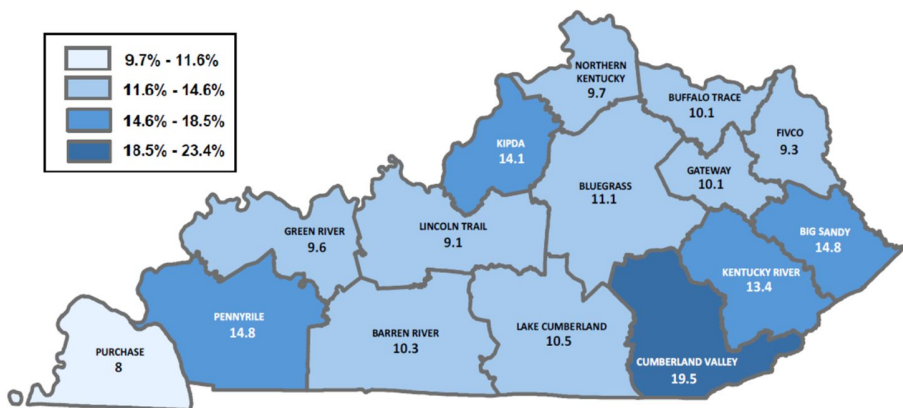 9.7% - 11.6%
11.6% - 14.6%
14.6% - 18.5%
18.5% - 23.4%
NORTHERN
KENTUCKY
9.7
BUFFALO TRACE
10.1
FIVCO
9.3
KIPDA
14.1
GATEWAY
10.1
BLUEGRASS
11.1
GREEN RIVER
9.6
LINCOLN TRAIL
9.1
BIG SANDY
14.8
KENTUCKY RIVER
13.4
PENNYRILE
14.8
BARREN RIVER
10.3
LAKE CUMBERLAND
10.5
PURCHASE
8
CUMBERLAND VALLEY
19.5